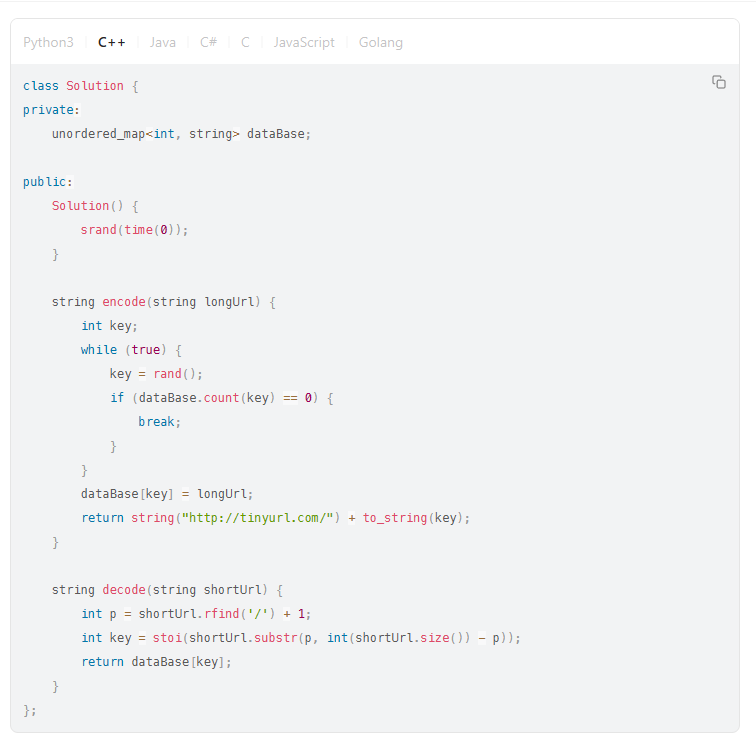 Python3 C++ Java C# C JavaScript Golang
class Solution {
private:
    unordered_map<int, string> dataBase;

public:
    Solution() {
        srand(time(0));
    }

    string encode(string longUrl) {
        int key;
        while (true) {
            key = rand();
            if (dataBase.count(key) == 0) {
                break;
            }
        }
        dataBase[key] = longUrl;
        return string("http://tinyurl.com/") + to_string(key);
    }

    string decode(string shortUrl) {
        int p = shortUrl.rfind('/') + 1;
        int key = stoi(shortUrl.substr(p, int(shortUrl.size()) - p));
        return dataBase[key];
    }
};